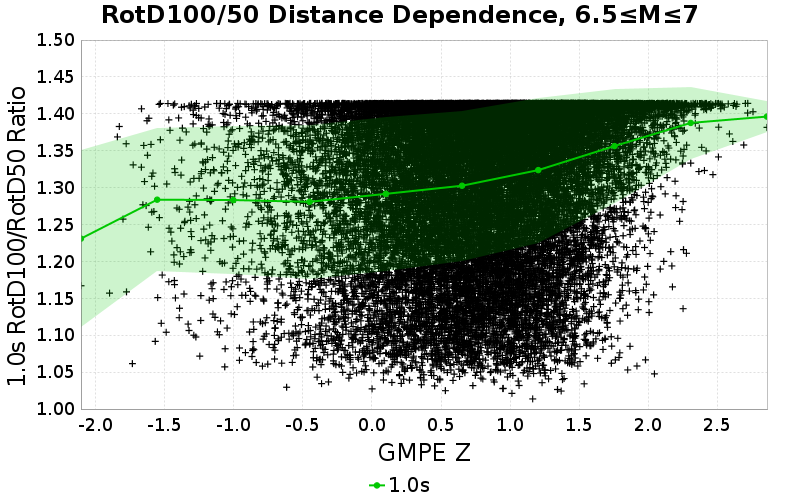 RotD100/50 Distance Dependence, 6.5≤M≤7
1.0s RotD100/RotD50 Ratio
1.50
1.45
1.40
1.35
1.30
1.25
1.20
1.15
1.10
1.05
1.00
-2.0 -1.5 -1.0 -0.5 0.0 0.5 1.0 1.5 2.0 2.5
GMPE Z
1.0s